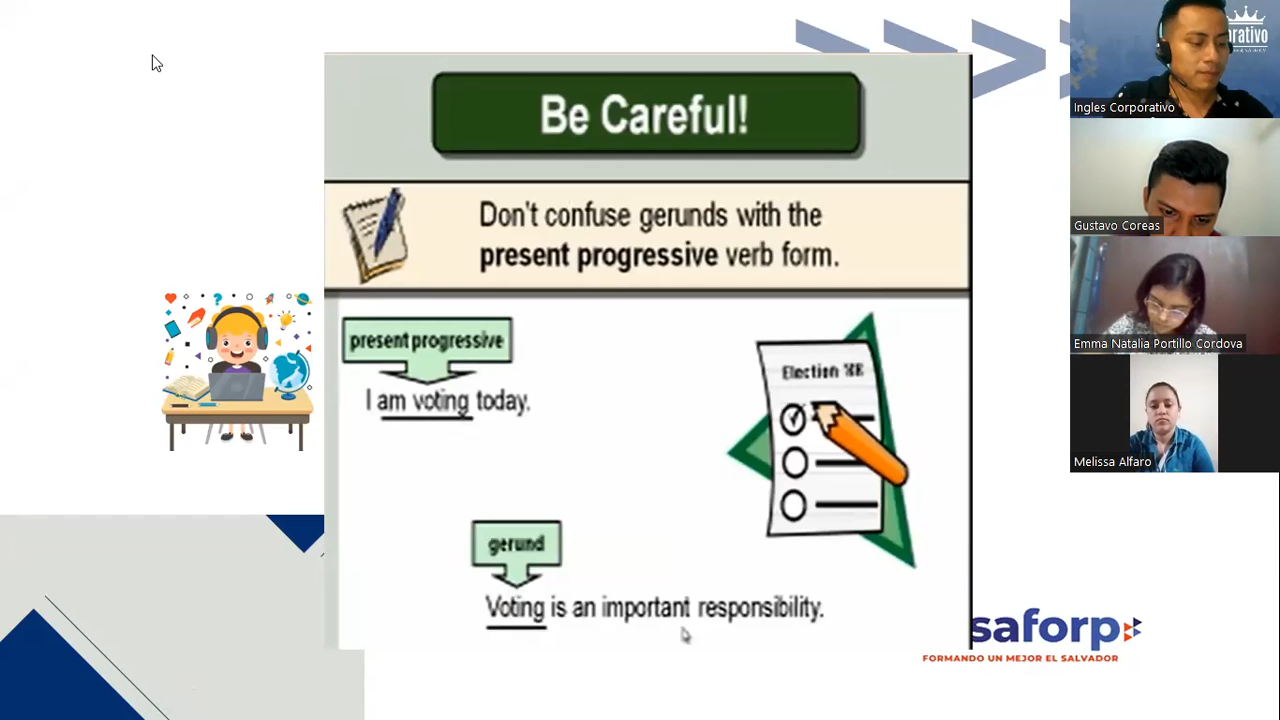 Be Careful!
Don't confuse gerunds with the
present progressive verb form.
present progressive
I am voting today.
Election '88
gerund
Voting is an important responsibility.
saforp
FORMANDO UN MEJOR EL SALVADOR
orativo
Ingles Corporativo
Gustavo Coreas
Emma Natalia Portillo Cordova
Melissa Alfaro